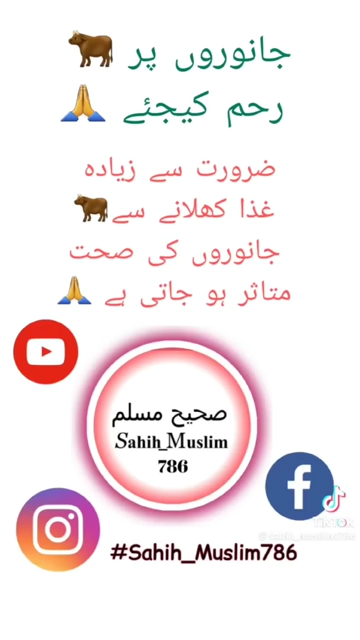 جانوروں پر 🐂
رحم کیجئے 🙏
ضرورت سے زیادہ
غذا کھلانے سے🐂
جانوروں کی صحت
متاثر ہو جاتی ہے 🙏
صحیح مسلم
Sahih_Muslim
786
TikTok
#Sahih_Muslim786